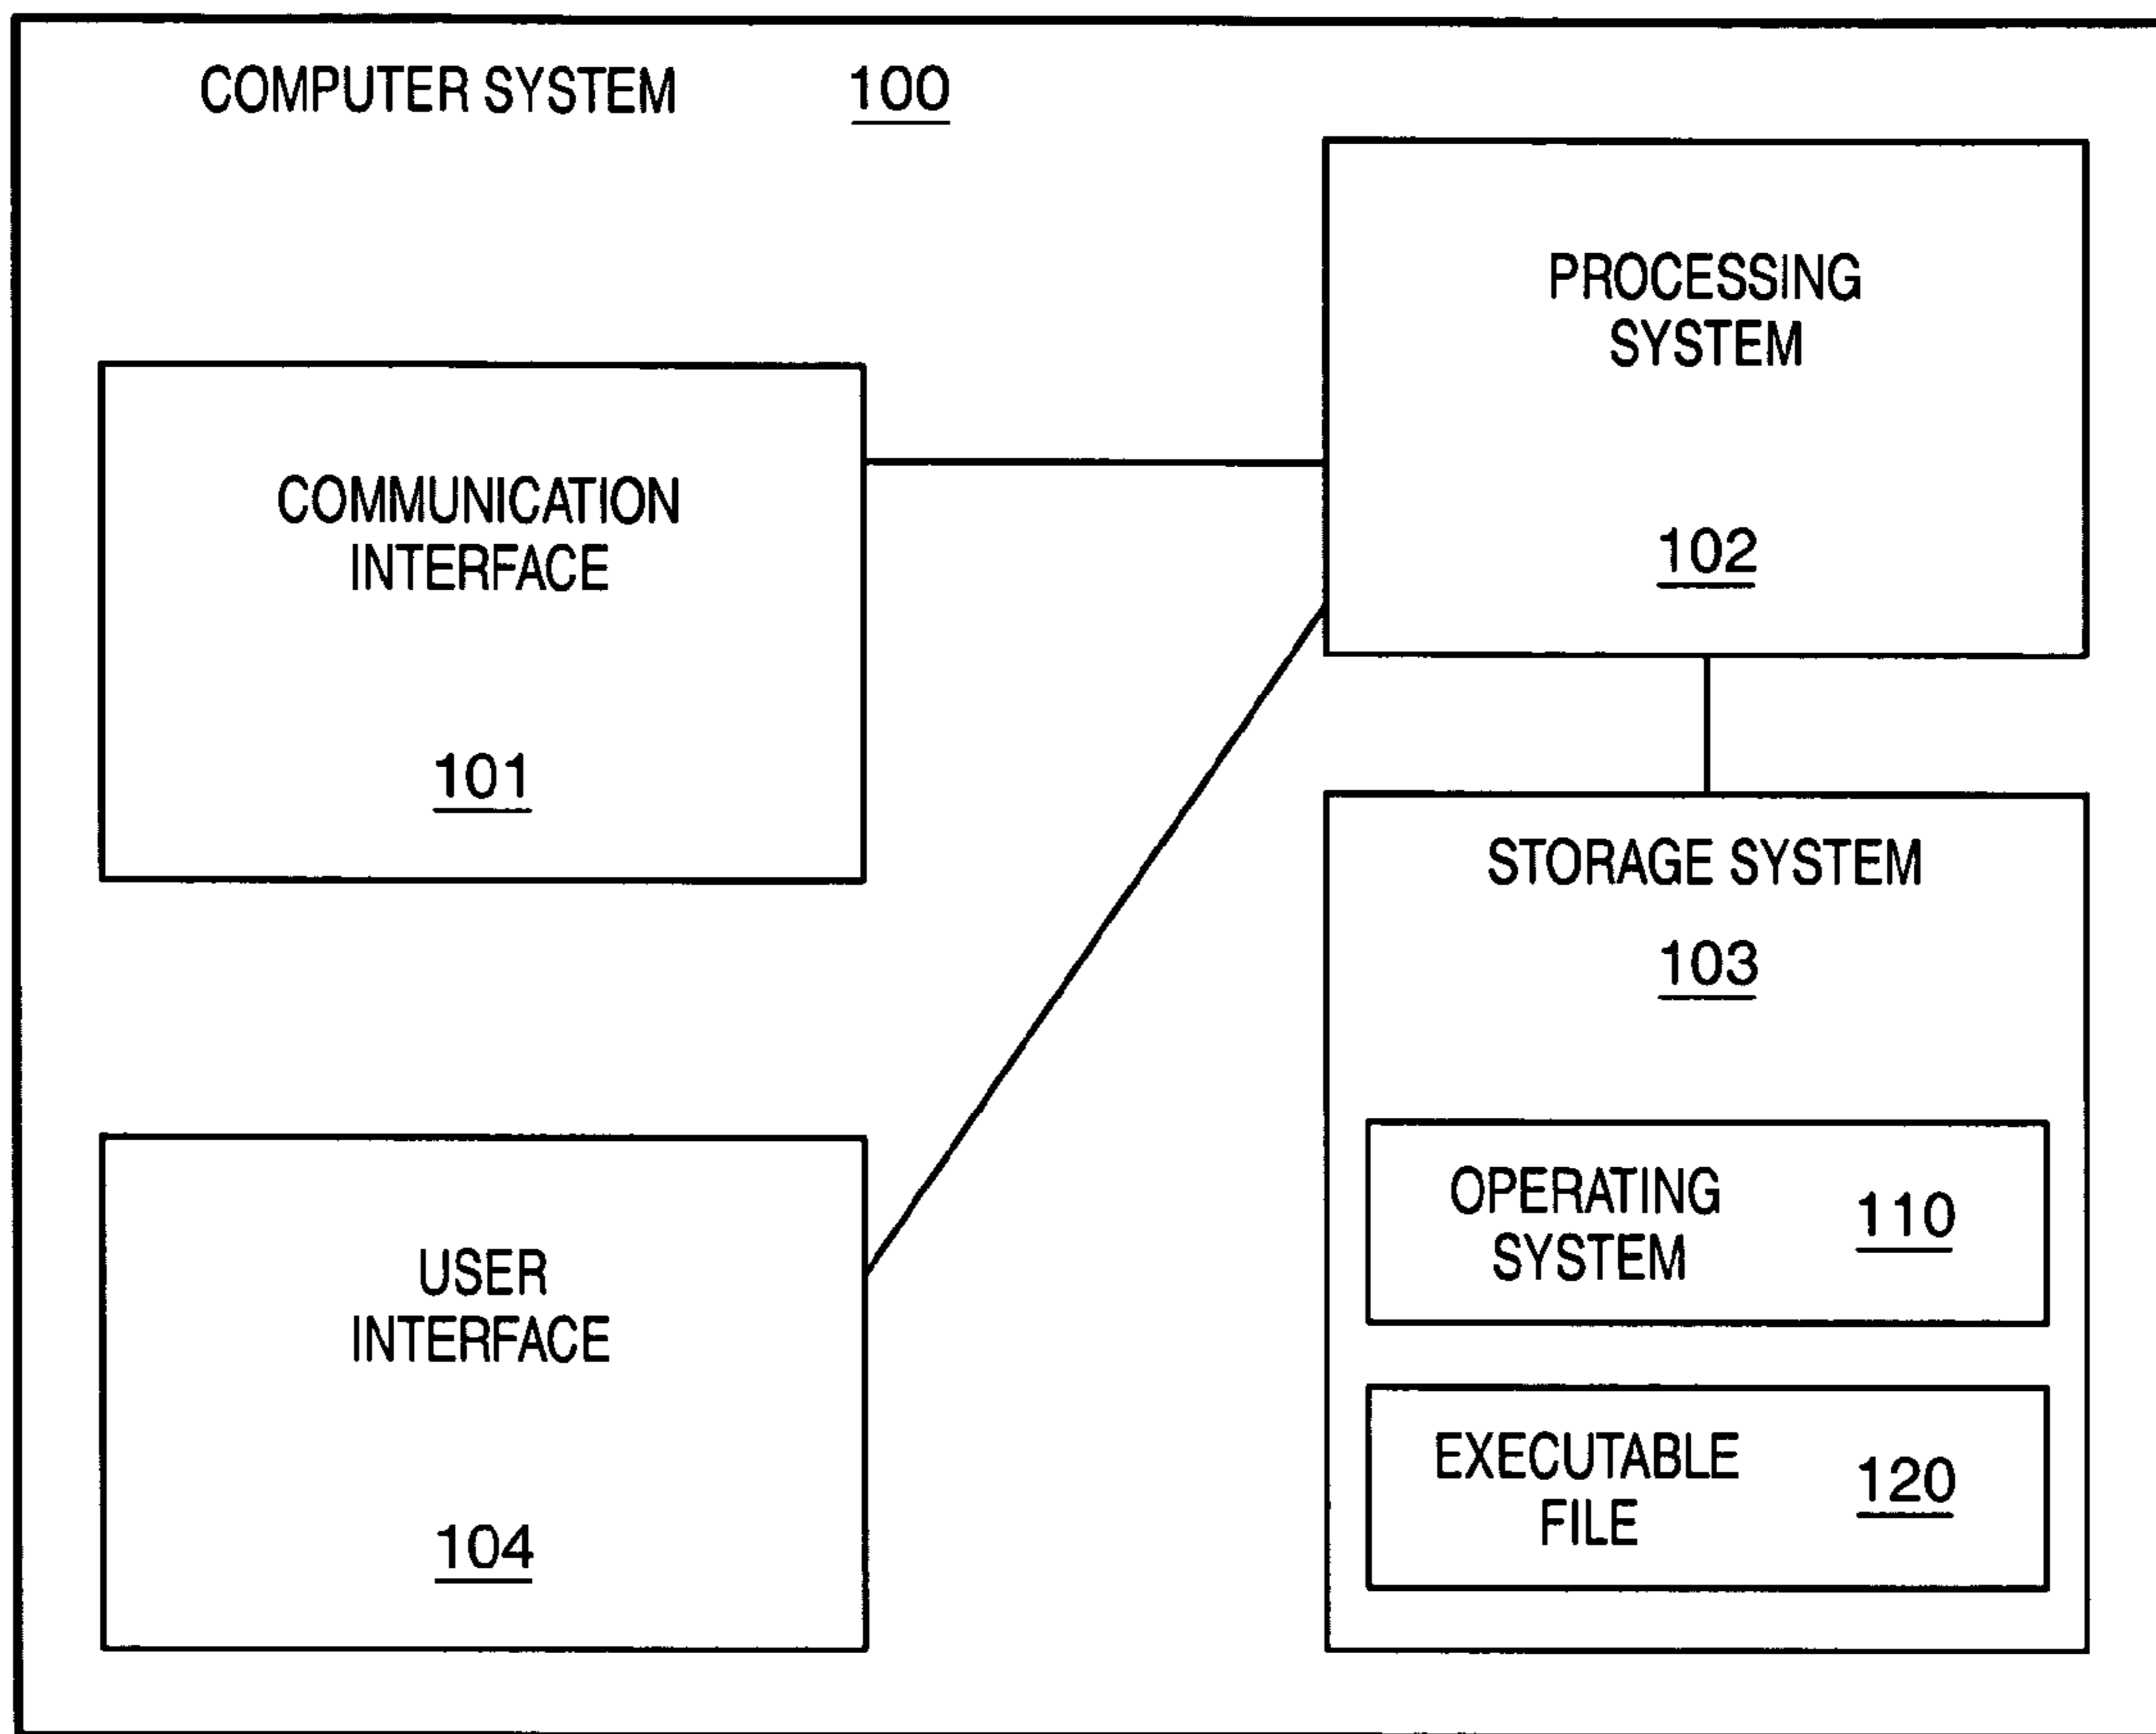 COMPUTER SYSTEM 100
PROCESSING
SYSTEM
102
COMMUNICATION
INTERFACE
101
STORAGE SYSTEM
103
OPERATING
SYSTEM
110
USER
INTERFACE
104
EXECUTABLE
FILE
120